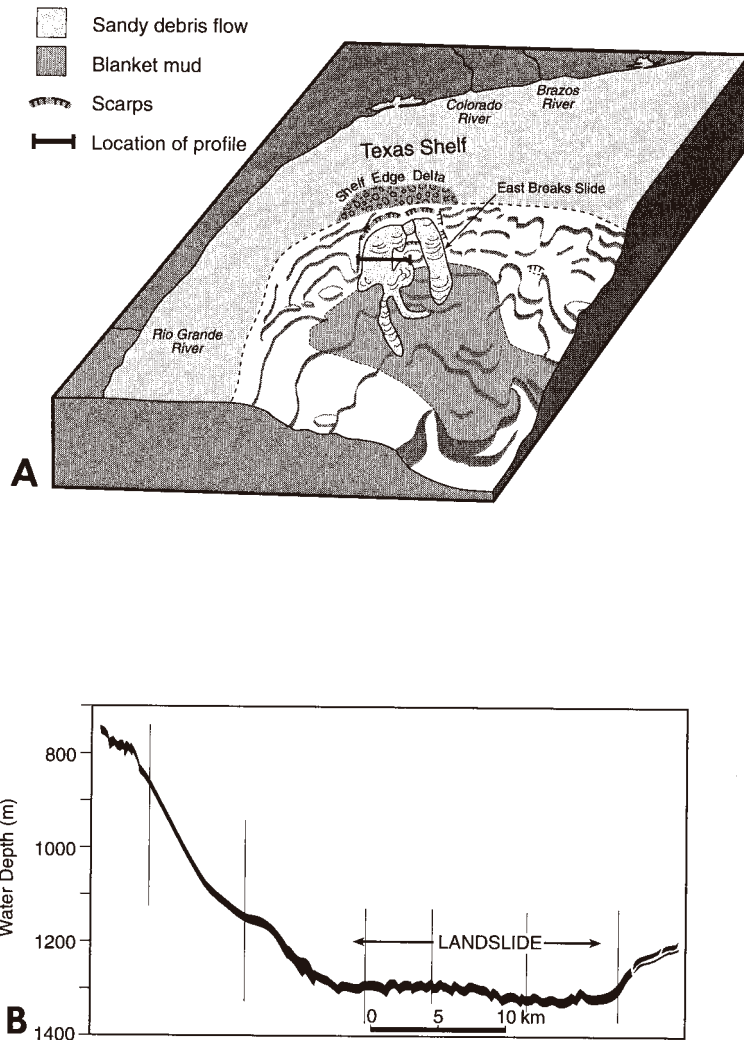 Sandy debris flow
Blanket mud
Scarps
Location of profile
Colorado
River
Brazos
River
Texas Shelf
Shelf Edge Delta
East Breaks Slide
Rio Grande
River
A
800
1000
1200
1400
Water Depth (m)
LANDSLIDE
0 5 10 km
B